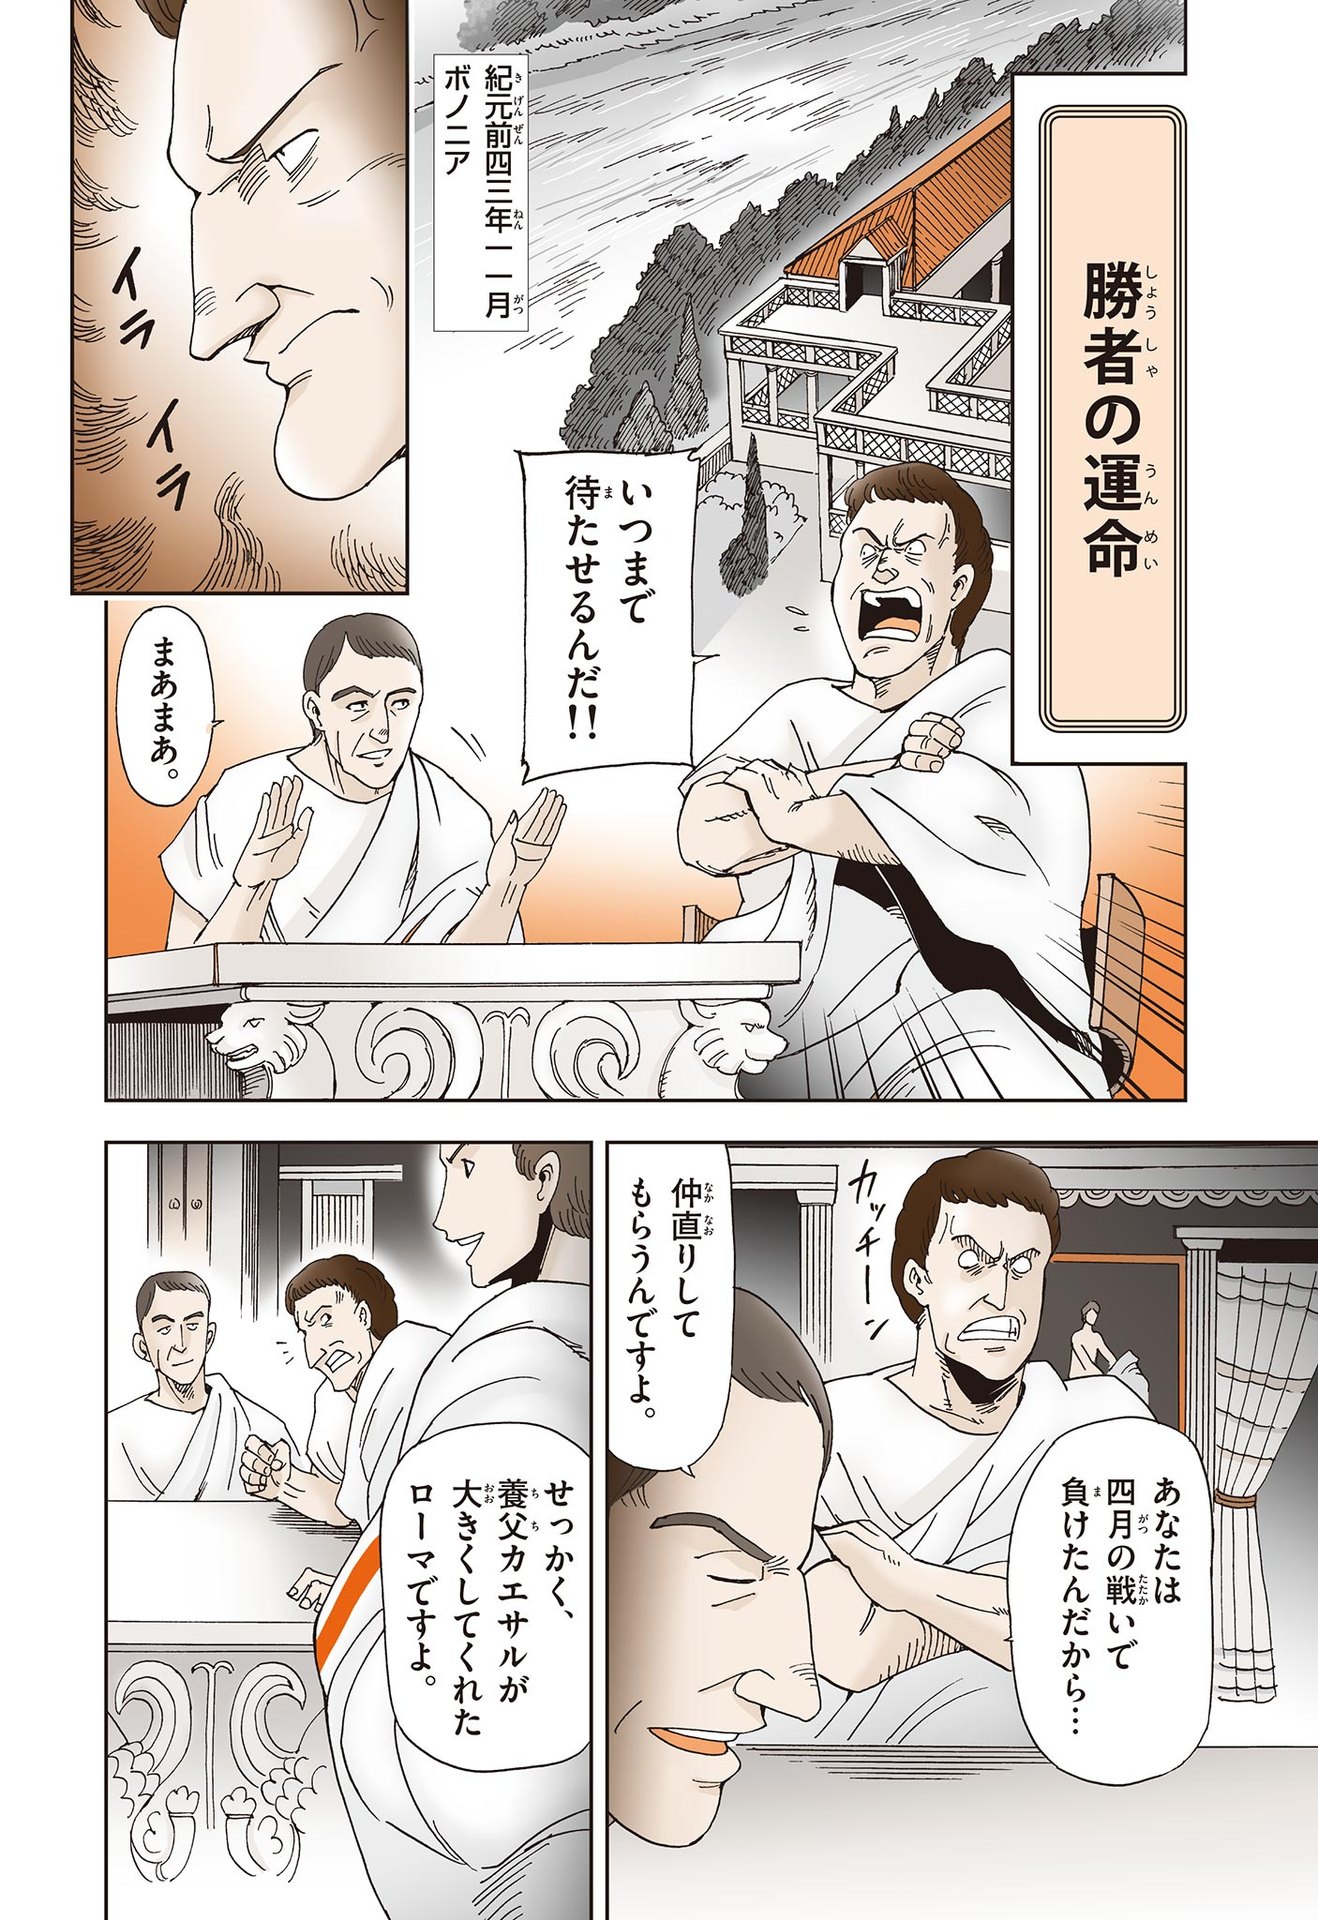 勝者の運命
紀元前四三年一一月
ボノニア
イラ
イラ
いつまで
待たせるんだ!!
まあまあ。
カッチーン
あなたは
四月の戦いで
負けたんだから…
仲直りして
もらうんですよ。
せっかく、
養父カエサルが
大きくしてくれた
ローマですよ。